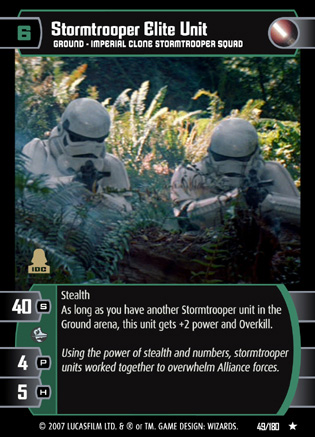 6
Stormtrooper Elite Unit
GROUND - IMPERIAL CLONE STORMTROOPER SQUAD
IDC
40 S
Stealth
As long as you have another Stormtrooper unit in the
Ground arena, this unit gets +2 power and Overkill.
4 P
Using the power of stealth and numbers, stormtrooper
units worked together to overwhelm Alliance forces.
5 H
© 2007 LUCASFILM LTD. & ® or TM. GAME DESIGN: WIZARDS. 49/180